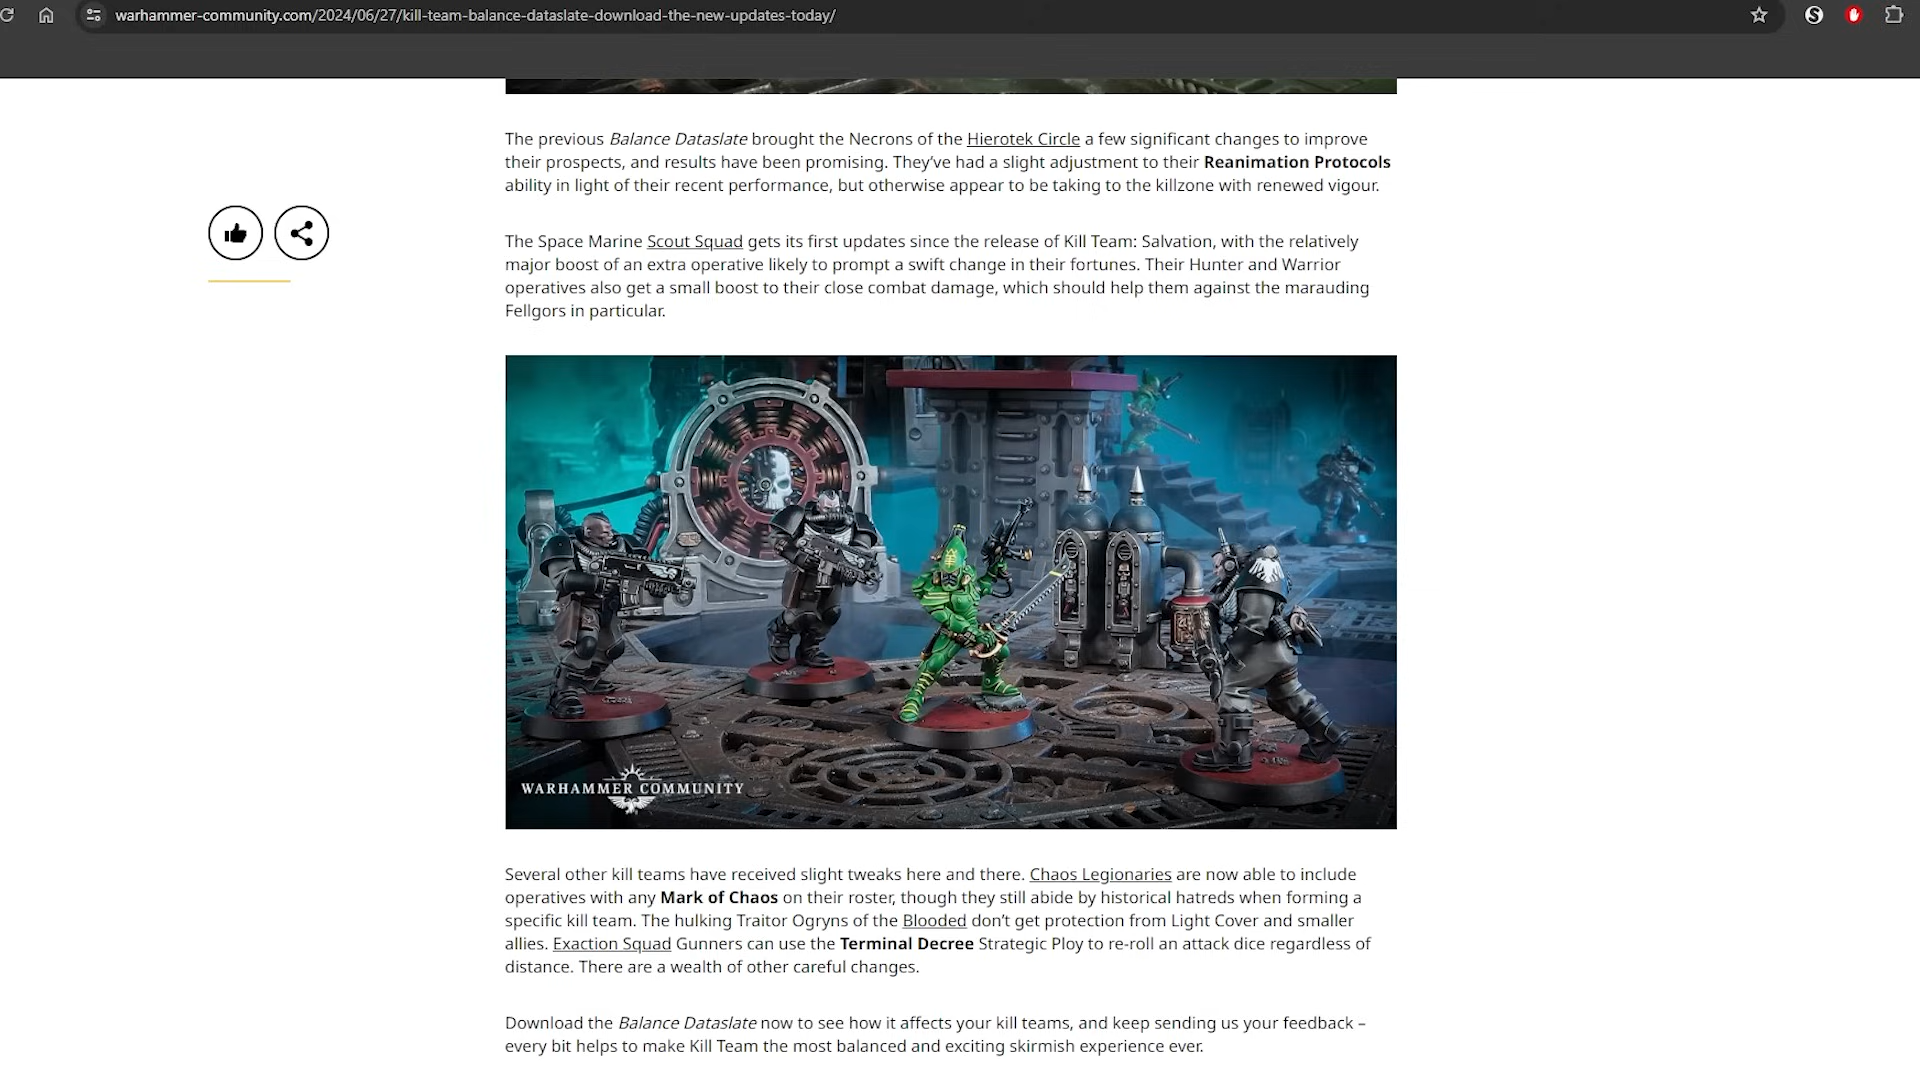 warhammer-community.com/2024/06/27/kill-team-balance-dataslate-download-the-new-updates-today/
The previous Balance Dataslate brought the Necrons of the Hierotek Circle a few significant changes to improve
their prospects, and results have been promising. They’ve had a slight adjustment to their Reanimation Protocols
ability in light of their recent performance, but otherwise appear to be taking to the killzone with renewed vigour.
The Space Marine Scout Squad gets its first updates since the release of Kill Team: Salvation, with the relatively
major boost of an extra operative likely to prompt a swift change in their fortunes. Their Hunter and Warrior
operatives also get a small boost to their close combat damage, which should help them against the marauding
Fellgors in particular.
WARHAMMER COMMUNITY
Several other kill teams have received slight tweaks here and there. Chaos Legionaries are now able to include
operatives with any Mark of Chaos on their roster, though they still abide by historical hatreds when forming a
specific kill team. The hulking Traitor Ogryns of the Blooded don’t get protection from Light Cover and smaller
allies. Exaction Squad Gunners can use the Terminal Decree Strategic Ploy to re-roll an attack dice regardless of
distance. There are a wealth of other careful changes.
Download the Balance Dataslate now to see how it affects your kill teams, and keep sending us your feedback –
every bit helps to make Kill Team the most balanced and exciting skirmish experience ever.